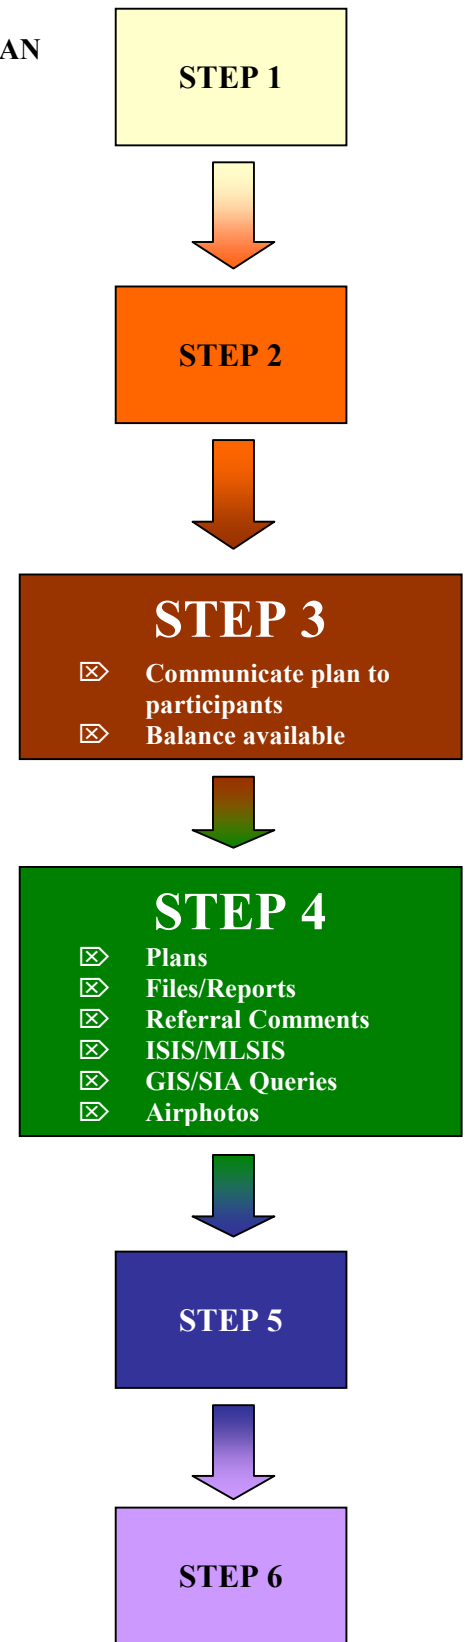 AN
STEP 1
STEP 2
STEP 3
Communicate plan to
participants
Balance available
STEP 4
Plans
Files/Reports
Referral Comments
ISIS/MLSIS
GIS/SIA Queries
Airphotos
STEP 5
STEP 6